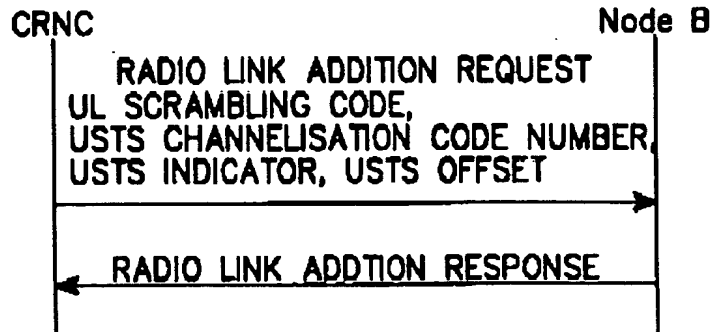 CRNC Node B
RADIO LINK ADDITION REQUEST
UL SCRAMBLING CODE,
USTS CHANNELISATION CODE NUMBER,
USTS INDICATOR, USTS OFFSET
RADIO LINK ADDTION RESPONSE